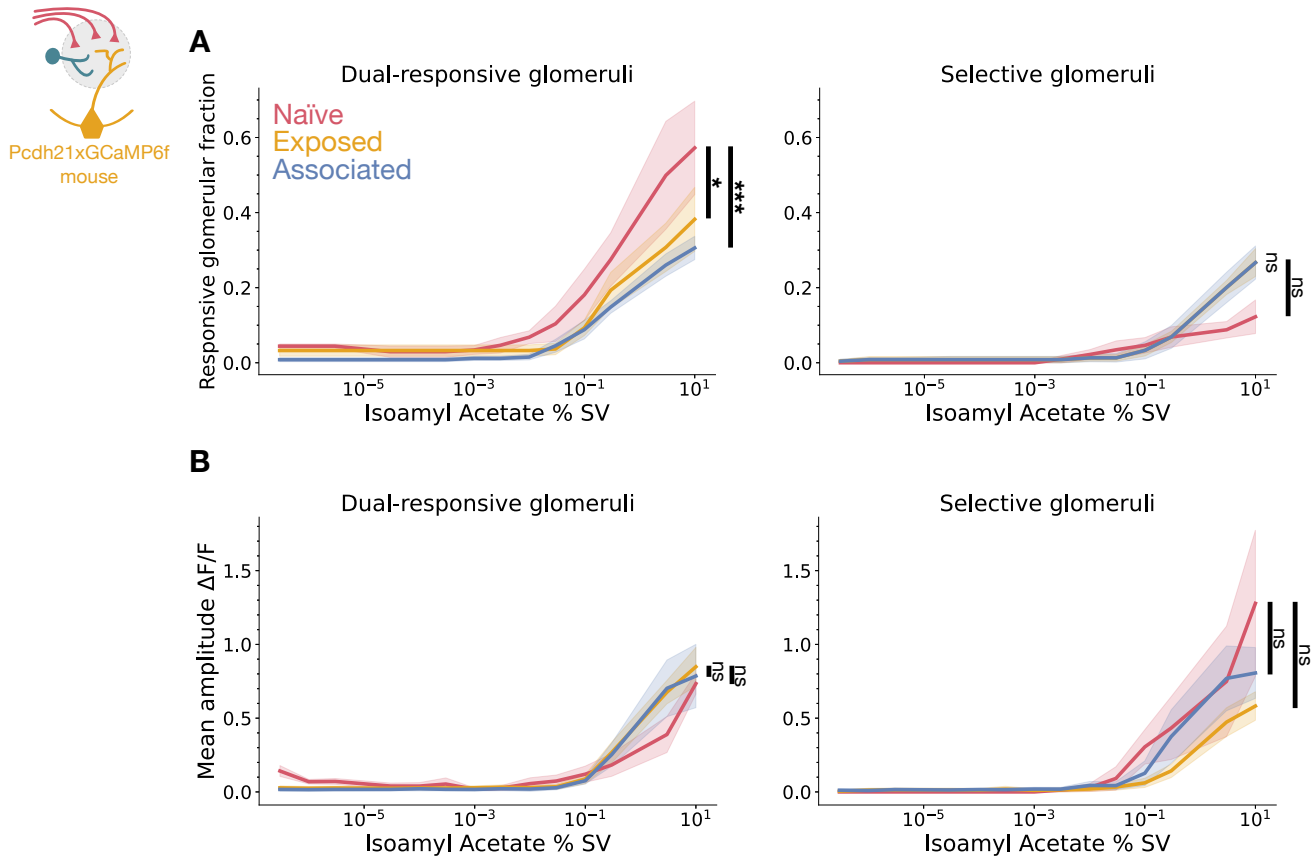 Pcdh21xGCaMP6f
mouse
A
Dual-responsive glomeruli
Naïve
Exposed
Associated
Responsive glomerular fraction
0.6
0.4
0.2
0.0
10⁻⁵
10⁻³
10⁻¹
10¹
Isoamyl Acetate % SV
*
***
Selective glomeruli
0.6
0.4
0.2
0.0
10⁻⁵
10⁻³
10⁻¹
10¹
Isoamyl Acetate % SV
ns
ns
B
Dual-responsive glomeruli
Mean amplitude ΔF/F
1.5
1.0
0.5
0.0
10⁻⁵
10⁻³
10⁻¹
10¹
Isoamyl Acetate % SV
ns
ns
Selective glomeruli
1.5
1.0
0.5
0.0
10⁻⁵
10⁻³
10⁻¹
10¹
Isoamyl Acetate % SV
ns
ns